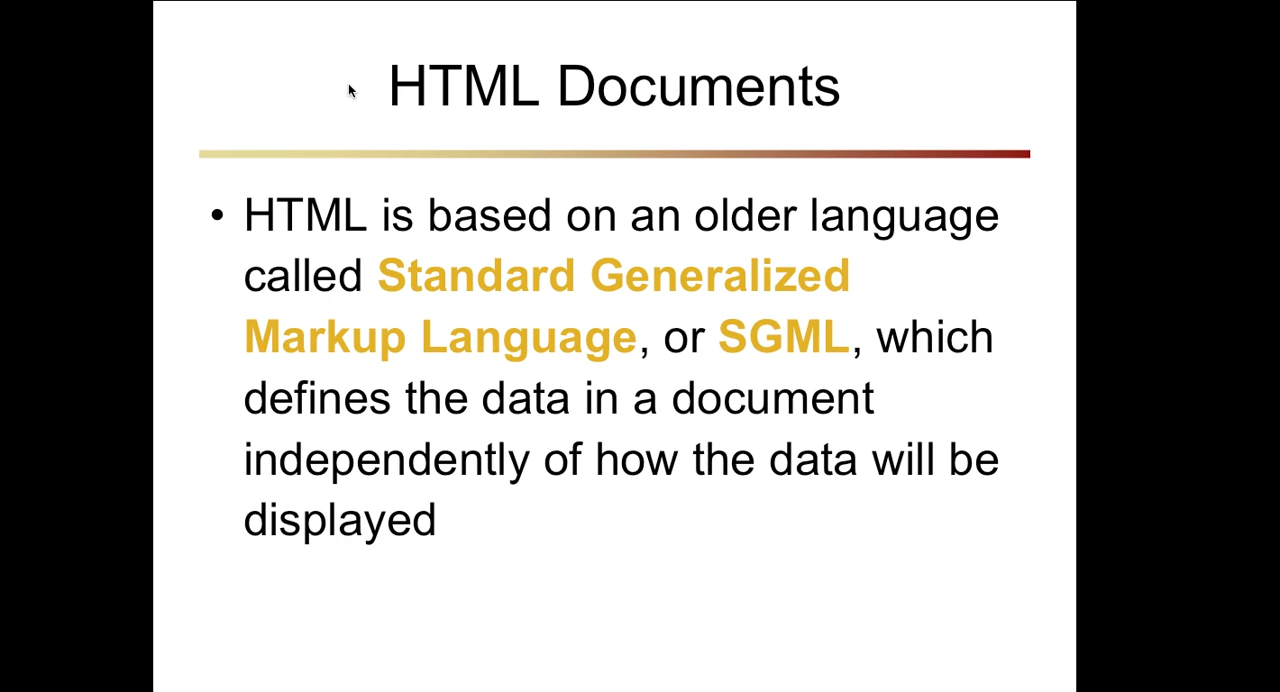 HTML Documents
• HTML is based on an older language
called Standard Generalized
Markup Language, or SGML, which
defines the data in a document
independently of how the data will be
displayed